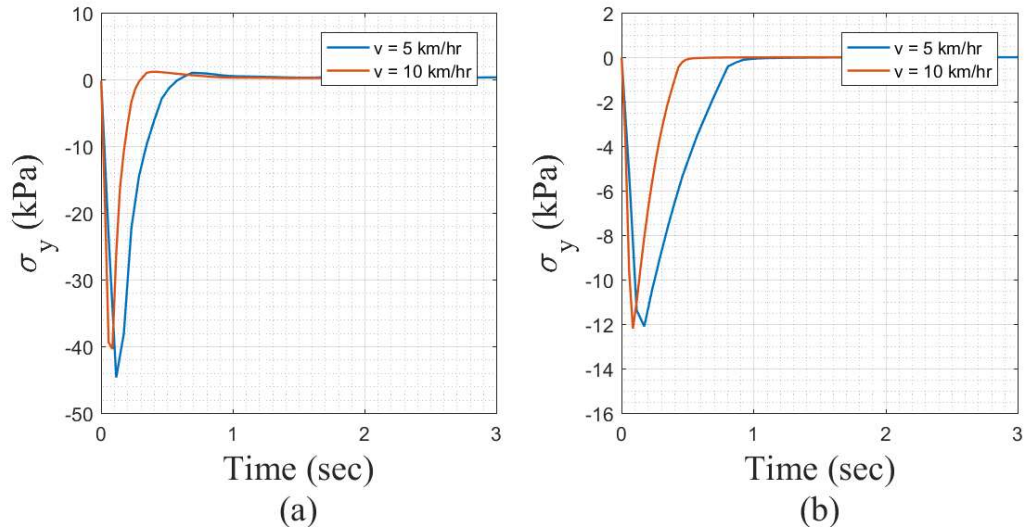 10
0
-10
-20
-30
-40
-50
σy (kPa)
v = 5 km/hr
v = 10 km/hr
0 1 2 3
Time (sec)
(a)
2
0
-2
-4
-6
-8
-10
-12
-14
-16
σy (kPa)
v = 5 km/hr
v = 10 km/hr
0 1 2 3
Time (sec)
(b)